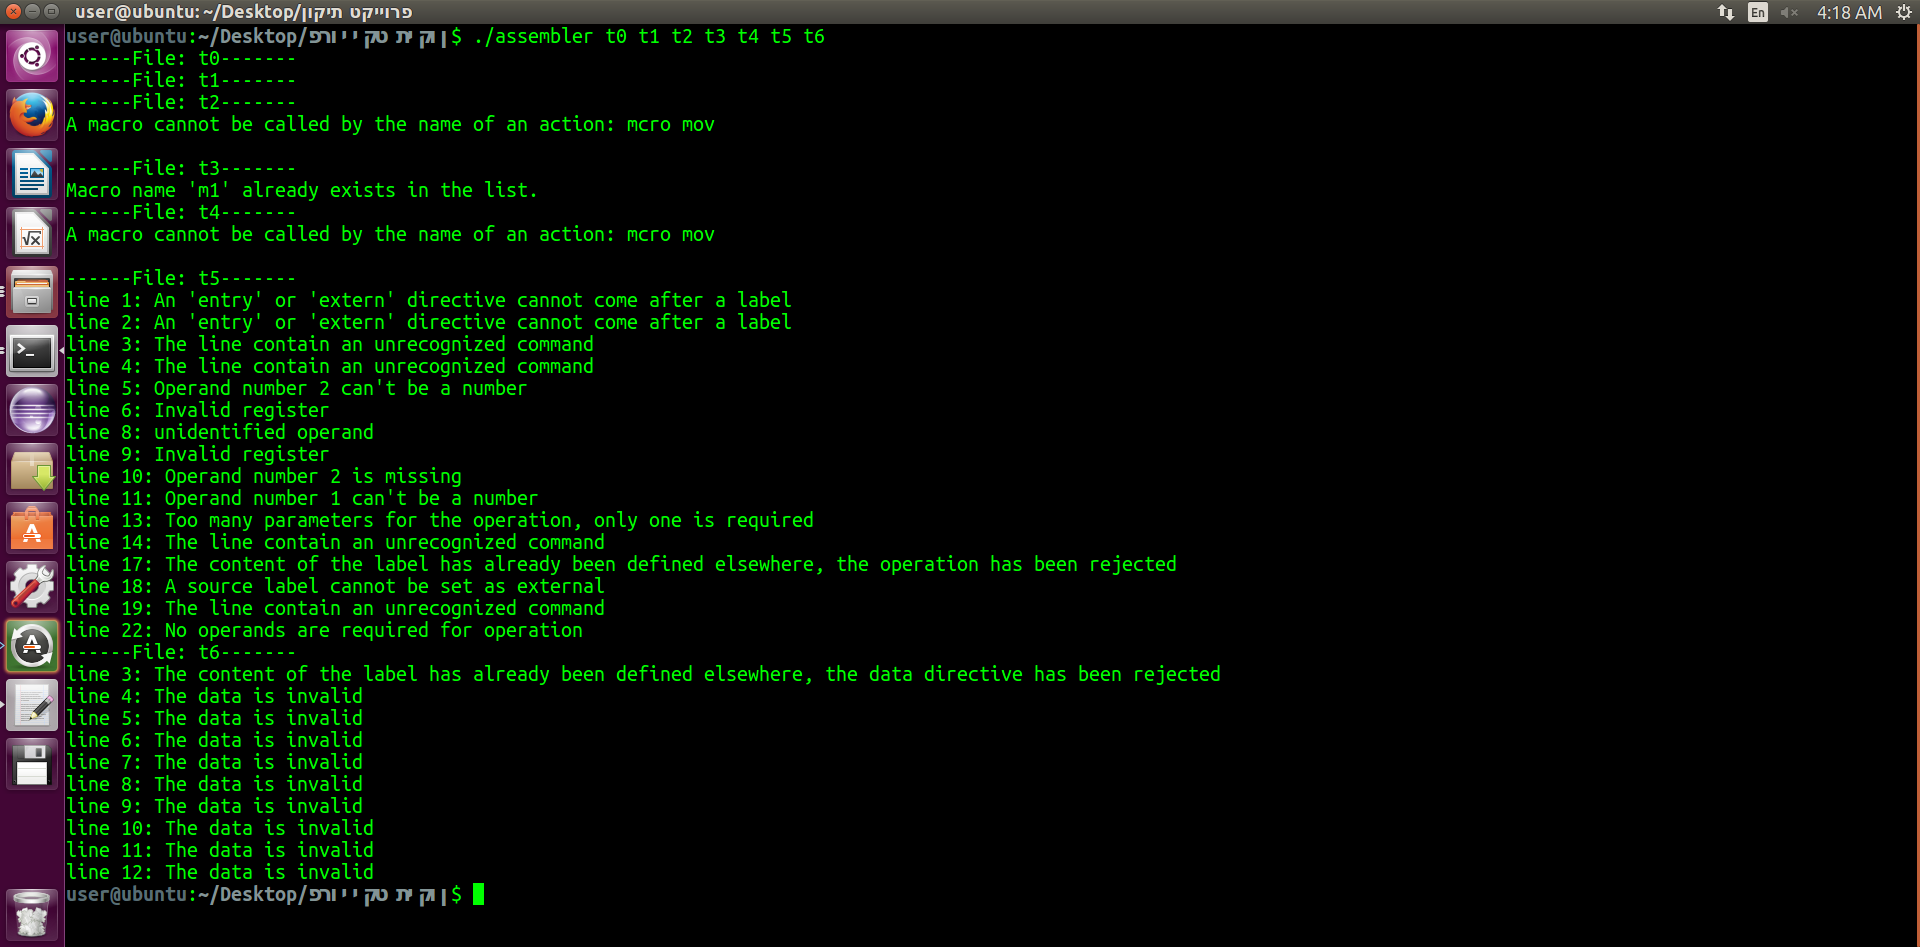 user@ubuntu: ~/Desktop/פרוייקט תיקון
En
4:18 AM
user@ubuntu:~/Desktop/פרוייקט תיקון$ ./assembler t0 t1 t2 t3 t4 t5 t6
------File: t0-------
------File: t1-------
------File: t2-------
A macro cannot be called by the name of an action: mcro mov
------File: t3-------
Macro name 'm1' already exists in the list.
------File: t4-------
A macro cannot be called by the name of an action: mcro mov
------File: t5-------
line 1: An 'entry' or 'extern' directive cannot come after a label
line 2: An 'entry' or 'extern' directive cannot come after a label
line 3: The line contain an unrecognized command
line 4: The line contain an unrecognized command
line 5: Operand number 2 can't be a number
line 6: Invalid register
line 8: unidentified operand
line 9: Invalid register
line 10: Operand number 2 is missing
line 11: Operand number 1 can't be a number
line 13: Too many parameters for the operation, only one is required
line 14: The line contain an unrecognized command
line 17: The content of the label has already been defined elsewhere, the operation has been rejected
line 18: A source label cannot be set as external
line 19: The line contain an unrecognized command
line 22: No operands are required for operation
------File: t6-------
line 3: The content of the label has already been defined elsewhere, the data directive has been rejected
line 4: The data is invalid
line 5: The data is invalid
line 6: The data is invalid
line 7: The data is invalid
line 8: The data is invalid
line 9: The data is invalid
line 10: The data is invalid
line 11: The data is invalid
line 12: The data is invalid
user@ubuntu:~/Desktop/פרוייקט תיקון$